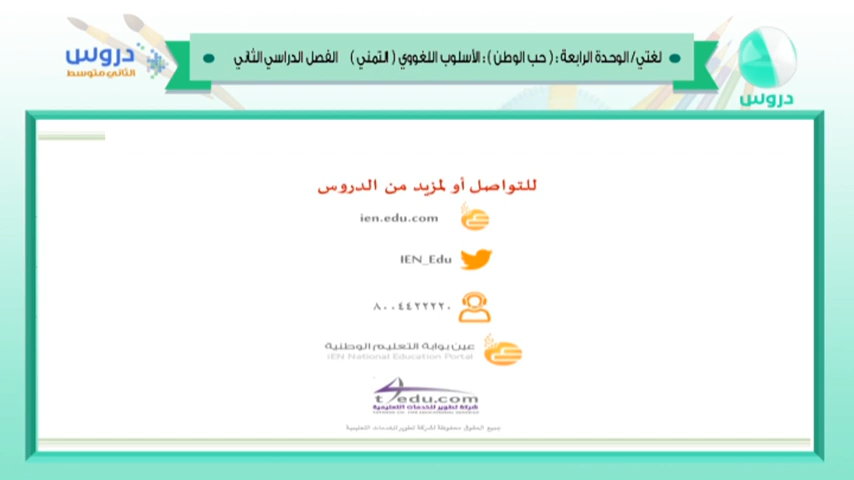 لغتي/ الوحدة الرابعة : ( حب الوطن ) : الأسلوب اللغوي ( التمني ) الفصل الدراسي الثاني
دروس
الثاني متوسط
دروس
للتواصل أو لمزيد من الدروس
ien.edu.com
IEN_Edu
٨٠٠٤٤٢٢٢٢٠
عين بوابة التعليم الوطنية
iEN National Education Portal
t4edu.com
شركة تطوير للخدمات التعليمية
جميع الحقوق محفوظة لشركة تطوير للخدمات التعليمية